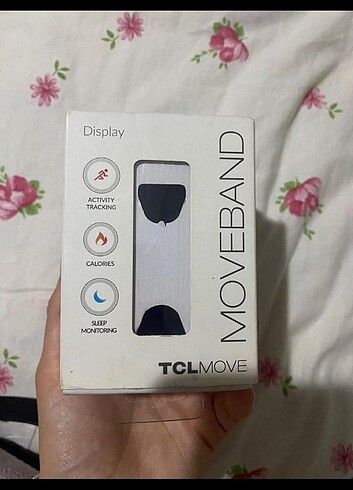 Display
ACTIVITY
TRACKING
CALORIES
SLEEP
MONITORING
MOVEBAND
TCLMOVE